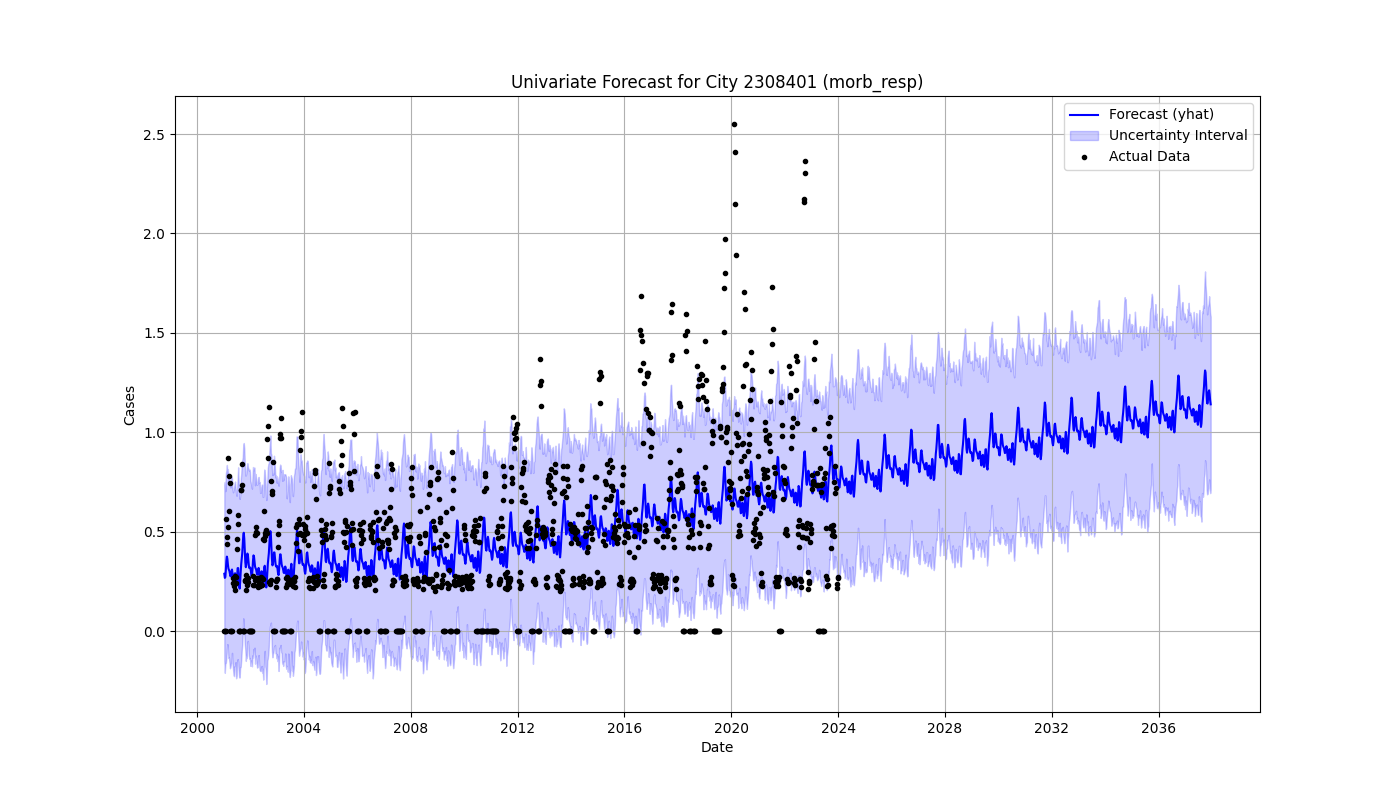 Univariate Forecast for City 2308401 (morb_resp)
Forecast (yhat)
Uncertainty Interval
Actual Data
2.5
2.0
1.5
1.0
0.5
0.0
Cases
2000 2004 2008 2012 2016 2020 2024 2028 2032 2036
Date